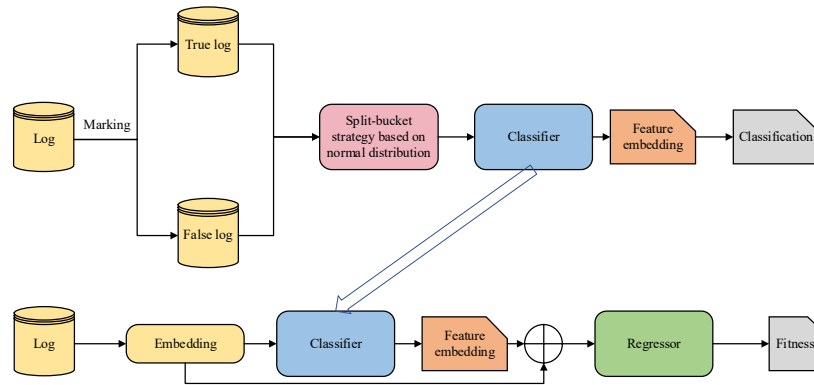 True log
Log
Marking
False log
Split-bucket
strategy based on
normal distribution
Classifier
Feature
embedding
Classification
Log
Embedding
Classifier
Feature
embedding
Regressor
Fitness